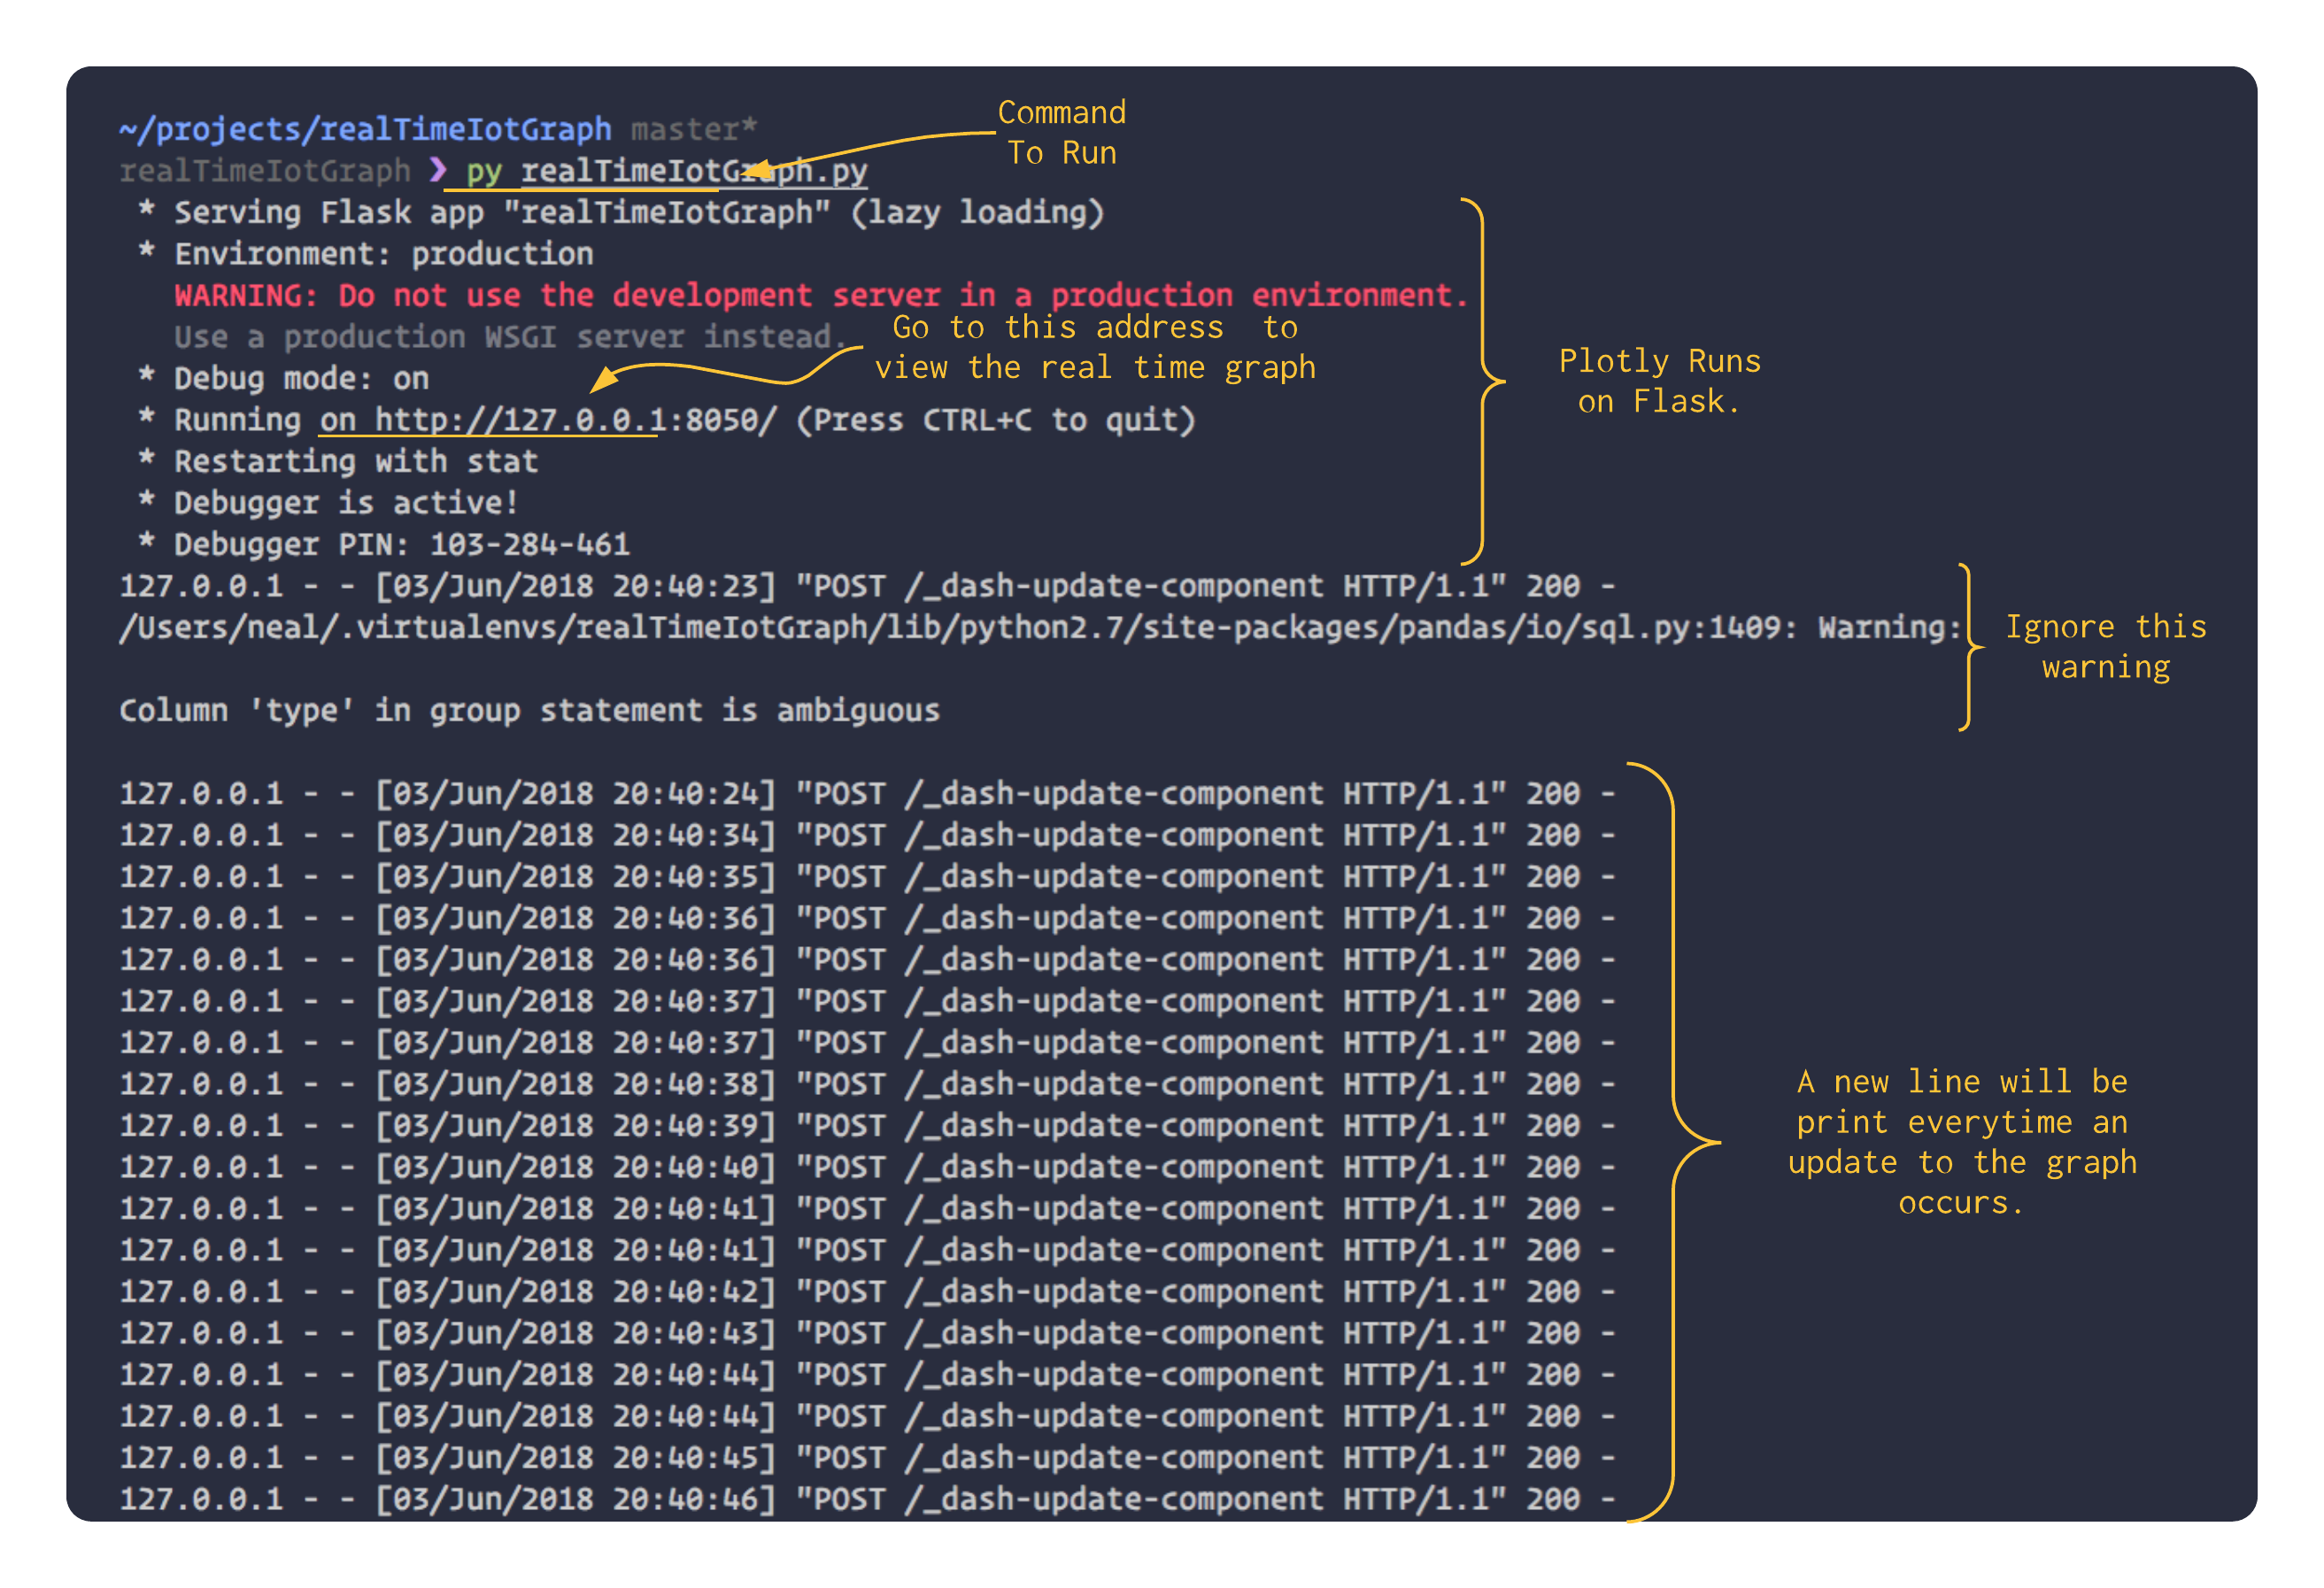 ~/projects/realTimeIotGraph master*
realTimeIotGraph ❯ py realTimeIotGraph.py
Command
To Run
 * Serving Flask app "realTimeIotGraph" (lazy loading)
 * Environment: production
   WARNING: Do not use the development server in a production environment.
   Use a production WSGI server instead.
Go to this address  to
view the real time graph
 * Debug mode: on
 * Running on http://127.0.0.1:8050/ (Press CTRL+C to quit)
 * Restarting with stat
 * Debugger is active!
 * Debugger PIN: 103-284-461
Plotly Runs
on Flask.
127.0.0.1 - - [03/Jun/2018 20:40:23] "POST /_dash-update-component HTTP/1.1" 200 -
/Users/neal/.virtualenvs/realTimeIotGraph/lib/python2.7/site-packages/pandas/io/sql.py:1409: Warning:
Column 'type' in group statement is ambiguous
Ignore this
warning
127.0.0.1 - - [03/Jun/2018 20:40:24] "POST /_dash-update-component HTTP/1.1" 200 -
127.0.0.1 - - [03/Jun/2018 20:40:34] "POST /_dash-update-component HTTP/1.1" 200 -
127.0.0.1 - - [03/Jun/2018 20:40:35] "POST /_dash-update-component HTTP/1.1" 200 -
127.0.0.1 - - [03/Jun/2018 20:40:36] "POST /_dash-update-component HTTP/1.1" 200 -
127.0.0.1 - - [03/Jun/2018 20:40:36] "POST /_dash-update-component HTTP/1.1" 200 -
127.0.0.1 - - [03/Jun/2018 20:40:37] "POST /_dash-update-component HTTP/1.1" 200 -
127.0.0.1 - - [03/Jun/2018 20:40:37] "POST /_dash-update-component HTTP/1.1" 200 -
127.0.0.1 - - [03/Jun/2018 20:40:38] "POST /_dash-update-component HTTP/1.1" 200 -
127.0.0.1 - - [03/Jun/2018 20:40:39] "POST /_dash-update-component HTTP/1.1" 200 -
127.0.0.1 - - [03/Jun/2018 20:40:40] "POST /_dash-update-component HTTP/1.1" 200 -
127.0.0.1 - - [03/Jun/2018 20:40:41] "POST /_dash-update-component HTTP/1.1" 200 -
127.0.0.1 - - [03/Jun/2018 20:40:41] "POST /_dash-update-component HTTP/1.1" 200 -
127.0.0.1 - - [03/Jun/2018 20:40:42] "POST /_dash-update-component HTTP/1.1" 200 -
127.0.0.1 - - [03/Jun/2018 20:40:43] "POST /_dash-update-component HTTP/1.1" 200 -
127.0.0.1 - - [03/Jun/2018 20:40:44] "POST /_dash-update-component HTTP/1.1" 200 -
127.0.0.1 - - [03/Jun/2018 20:40:44] "POST /_dash-update-component HTTP/1.1" 200 -
127.0.0.1 - - [03/Jun/2018 20:40:45] "POST /_dash-update-component HTTP/1.1" 200 -
127.0.0.1 - - [03/Jun/2018 20:40:46] "POST /_dash-update-component HTTP/1.1" 200 -
A new line will be
print everytime an
update to the graph
occurs.